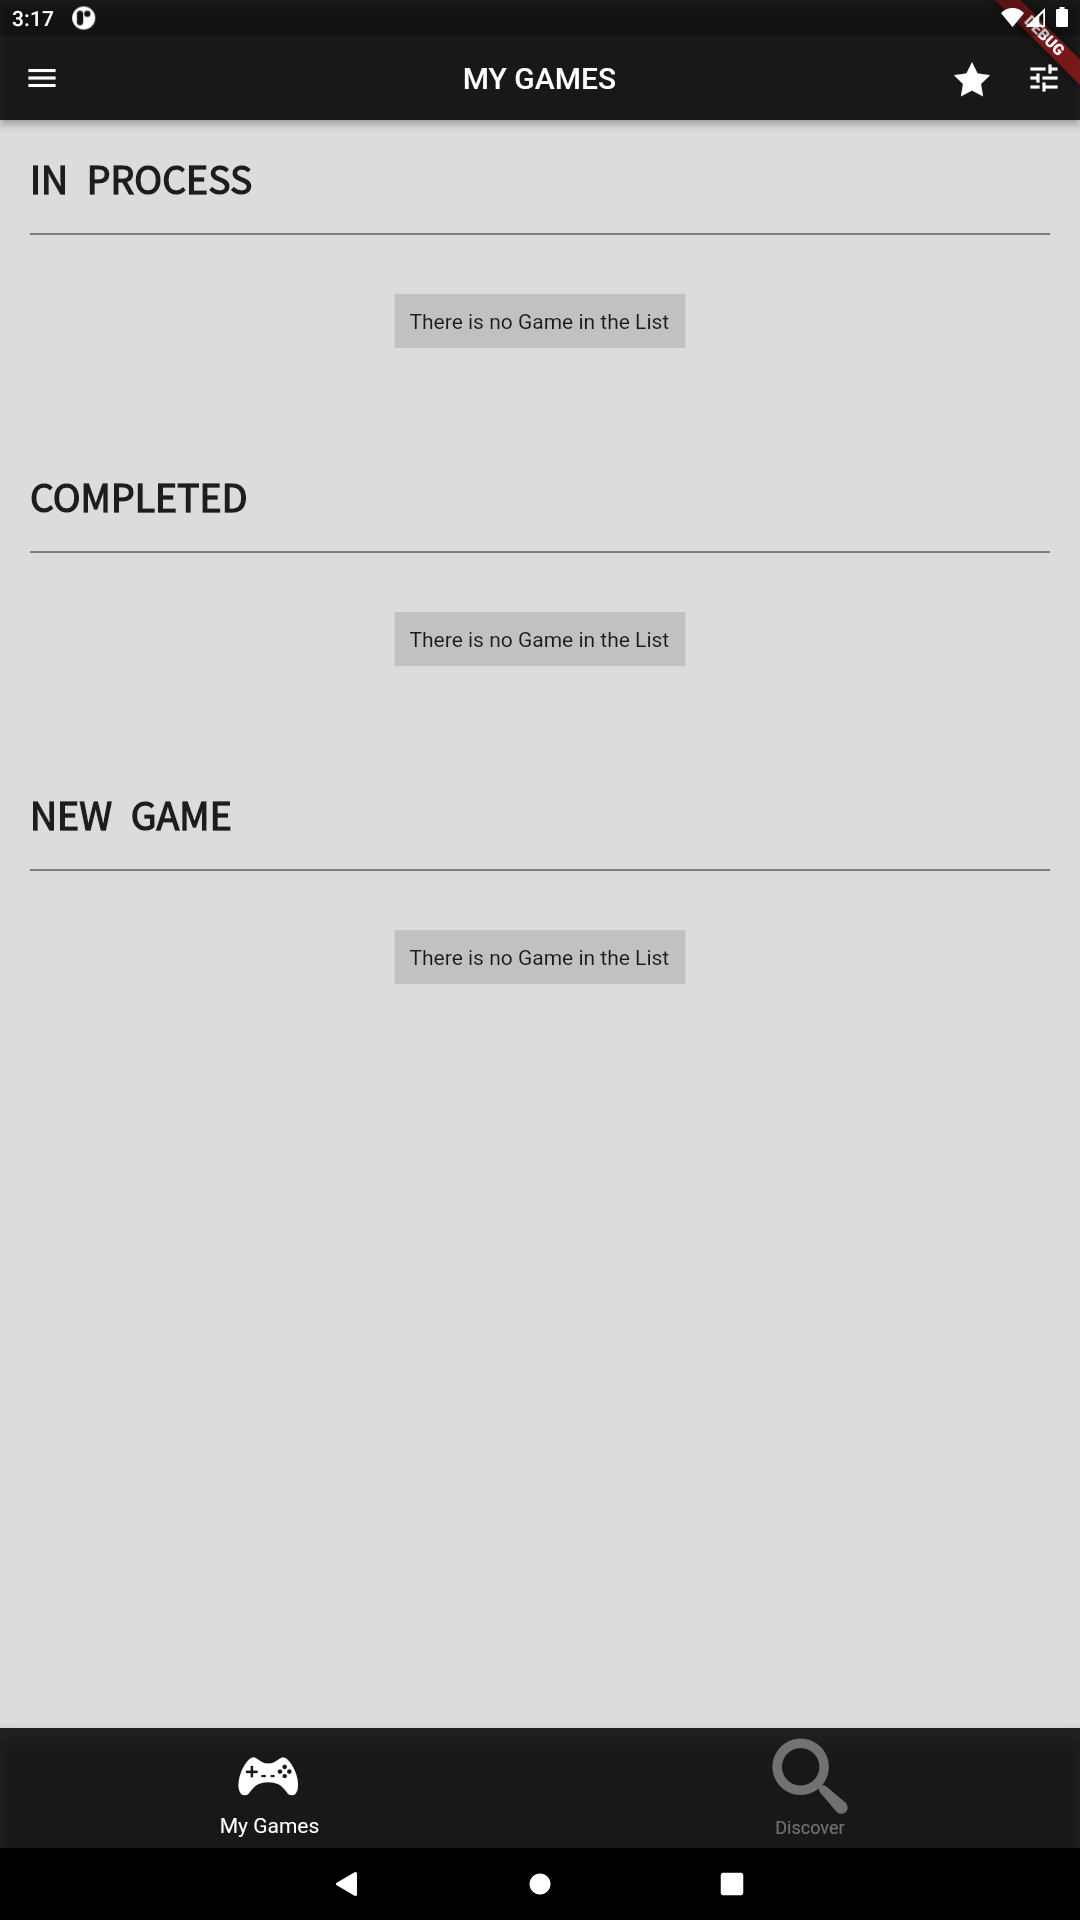 3:17
DEBUG
MY GAMES
IN PROCESS
There is no Game in the List
COMPLETED
There is no Game in the List
NEW GAME
There is no Game in the List
My Games
Discover